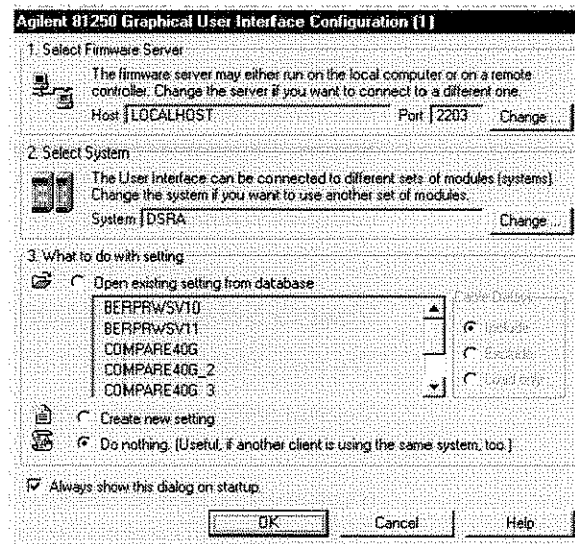 Agilent 81250 Graphical User Interface Configuration (1)
1. Select Firmware Server
The firmware server may either run on the local computer or on a remote
controller. Change the server if you want to connect to a different one.
Host LOCALHOST Port 2203 Change ...
2. Select System
The User Interface can be connected to different sets of modules (systems).
Change the system if you want to use another set of modules.
System DSRA Change ...
3. What to do with setting
Open existing setting from database
Cable Delays
BERPRWSV10
BERPRWSV11
COMPARE40G
COMPARE40G_2
COMPARE40G_3
Include
Exclude
Load only
Create new setting
Do nothing. (Useful, if another client is using the same system, too.)
Always show this dialog on startup.
OK Cancel Help